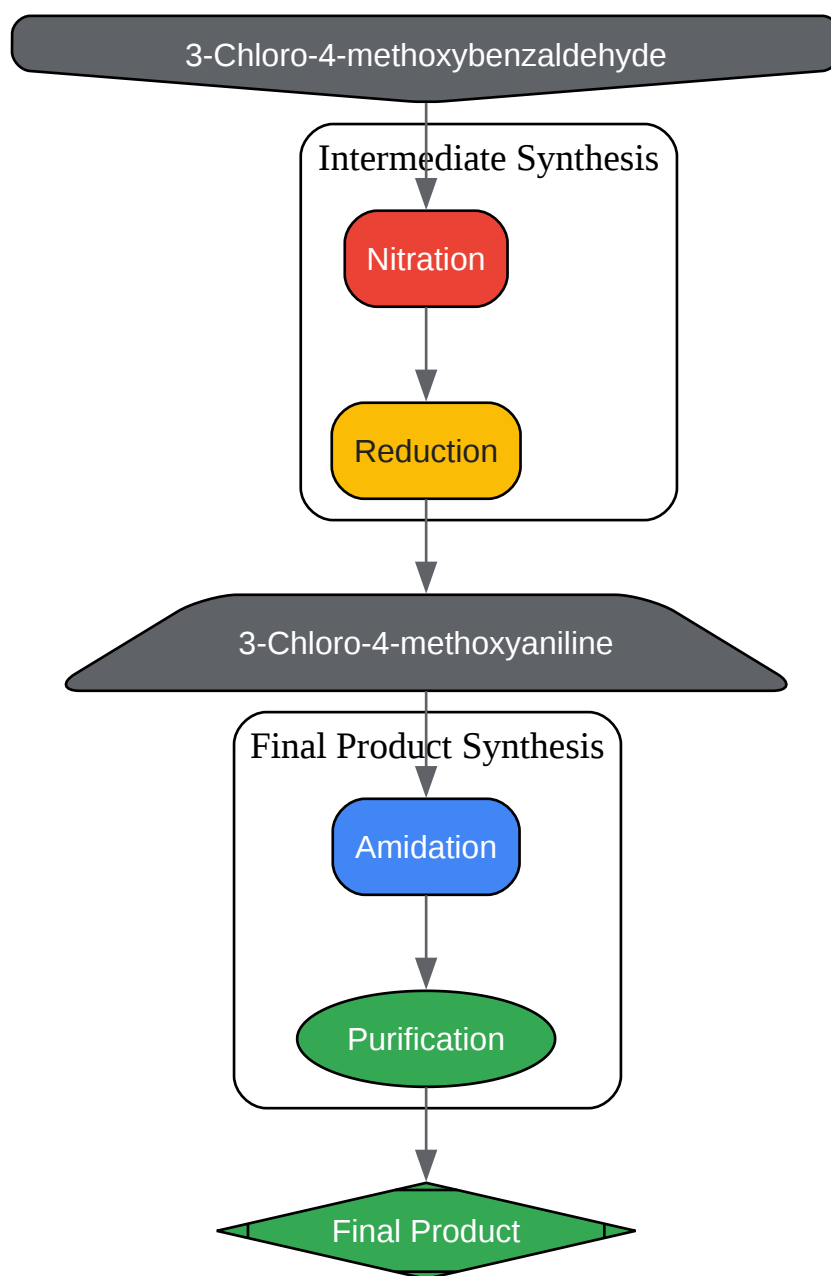 3-Chloro-4-methoxybenzaldehyde
Intermediate Synthesis
Nitration
Reduction
3-Chloro-4-methoxyaniline
Final Product Synthesis
Amidation
Purification
Final Product